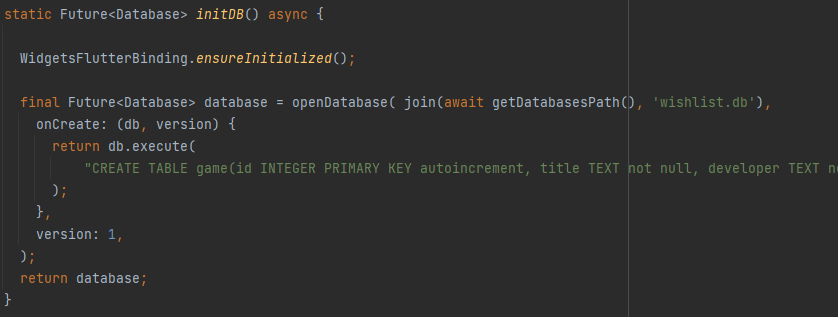 static Future<Database> initDB() async {
WidgetsFlutterBinding.ensureInitialized();
final Future<Database> database = openDatabase( join(await getDatabasesPath(), 'wishlist.db'),
onCreate: (db, version) {
return db.execute(
"CREATE TABLE game(id INTEGER PRIMARY KEY autoincrement, title TEXT not null, developer TEXT
);
},
version: 1,
);
return database;
}